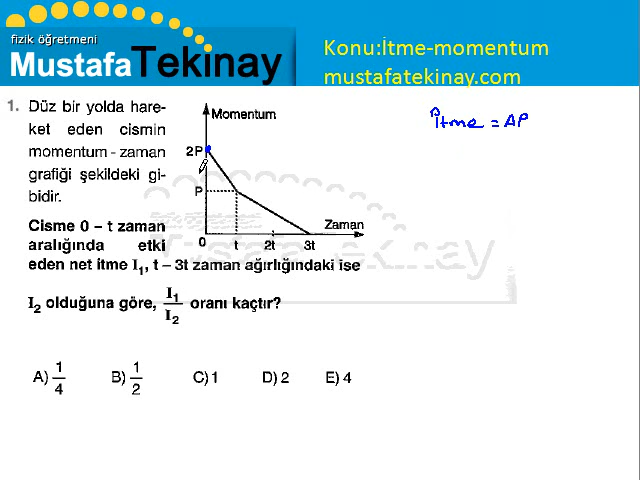 fizik öğretmeni
MustafaTekinay
Konu:İtme-momentum
mustafatekinay.com
1. Düz bir yolda hare-
ket eden cismin
momentum - zaman
grafiği şekildeki gi-
bidir.
Cisme 0 – t zaman
aralığında etki
eden net itme I1, t – 3t zaman ağırlığındaki ise
I2 olduğuna göre, I1/I2 oranı kaçtır?
Momentum
2P
P
0 t 2t 3t
Zaman
İtme = ΔP
Mustafatekinay
A) 1/4 B) 1/2 C) 1 D) 2 E) 4